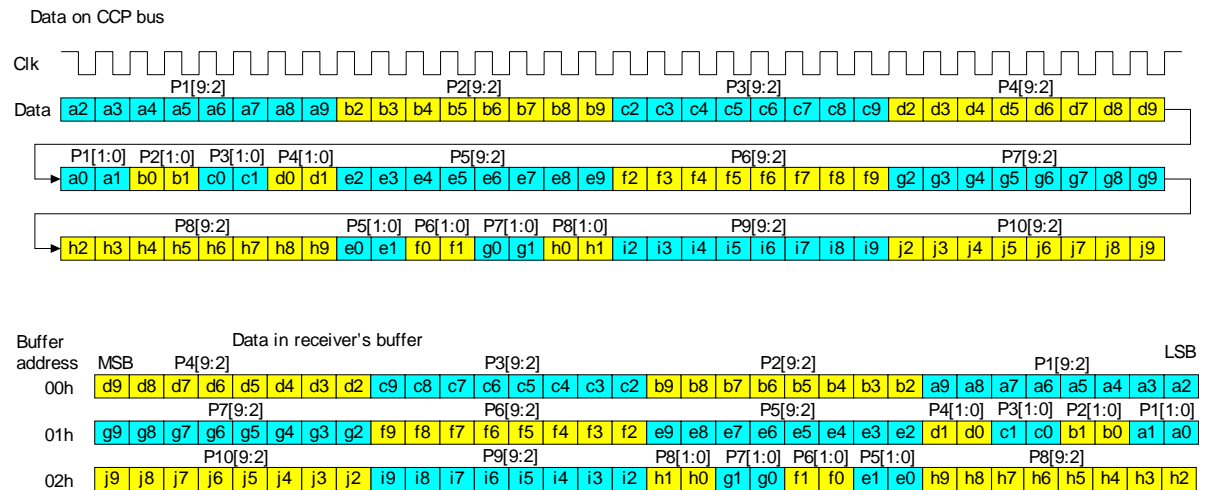 Data on CCP bus
Clk
P1[9:2] P2[9:2] P3[9:2] P4[9:2]
Data a2 a3 a4 a5 a6 a7 a8 a9 b2 b3 b4 b5 b6 b7 b8 b9 c2 c3 c4 c5 c6 c7 c8 c9 d2 d3 d4 d5 d6 d7 d8 d9
P1[1:0] P2[1:0] P3[1:0] P4[1:0] P5[9:2] P6[9:2] P7[9:2]
a0 a1 b0 b1 c0 c1 d0 d1 e2 e3 e4 e5 e6 e7 e8 e9 f2 f3 f4 f5 f6 f7 f8 f9 g2 g3 g4 g5 g6 g7 g8 g9
P8[9:2] P5[1:0] P6[1:0] P7[1:0] P8[1:0] P9[9:2] P10[9:2]
h2 h3 h4 h5 h6 h7 h8 h9 e0 e1 f0 f1 g0 g1 h0 h1 i2 i3 i4 i5 i6 i7 i8 i9 j2 j3 j4 j5 j6 j7 j8 j9
Buffer address Data in receiver's buffer
MSB P4[9:2] P3[9:2] P2[9:2] P1[9:2] LSB
00h d9 d8 d7 d6 d5 d4 d3 d2 c9 c8 c7 c6 c5 c4 c3 c2 b9 b8 b7 b6 b5 b4 b3 b2 a9 a8 a7 a6 a5 a4 a3 a2
P7[9:2] P6[9:2] P5[9:2] P4[1:0] P3[1:0] P2[1:0] P1[1:0]
01h g9 g8 g7 g6 g5 g4 g3 g2 f9 f8 f7 f6 f5 f4 f3 f2 e9 e8 e7 e6 e5 e4 e3 e2 d1 d0 c1 c0 b1 b0 a1 a0
P10[9:2] P9[9:2] P8[1:0] P7[1:0] P6[1:0] P5[1:0] P8[9:2]
02h j9 j8 j7 j6 j5 j4 j3 j2 i9 i8 i7 i6 i5 i4 i3 i2 h1 h0 g1 g0 f1 f0 e1 e0 h9 h8 h7 h6 h5 h4 h3 h2